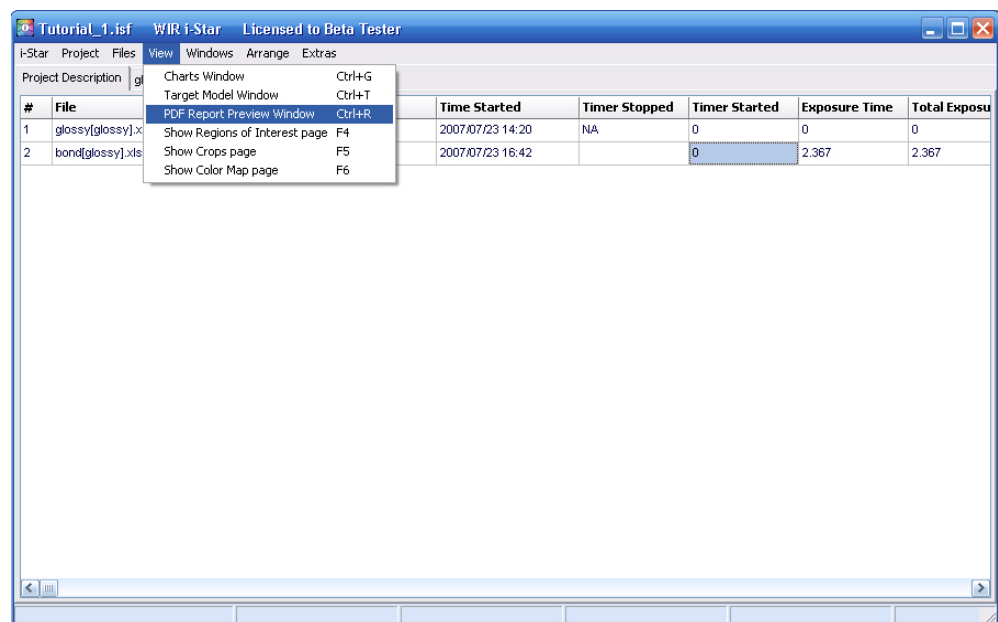 Tutorial_1.isf WIR i-Star Licensed to Beta Tester
i-Star Project Files View Windows Arrange Extras
Project Description gl
Charts Window Ctrl+G
Target Model Window Ctrl+T
PDF Report Preview Window Ctrl+R
Show Regions of Interest page F4
Show Crops page F5
Show Color Map page F6
# File Time Started Timer Stopped Timer Started Exposure Time Total Exposu
1 glossy[glossy].x 2007/07/23 14:20 NA 0 0 0
2 bond[glossy].xls 2007/07/23 16:42 0 2.367 2.367